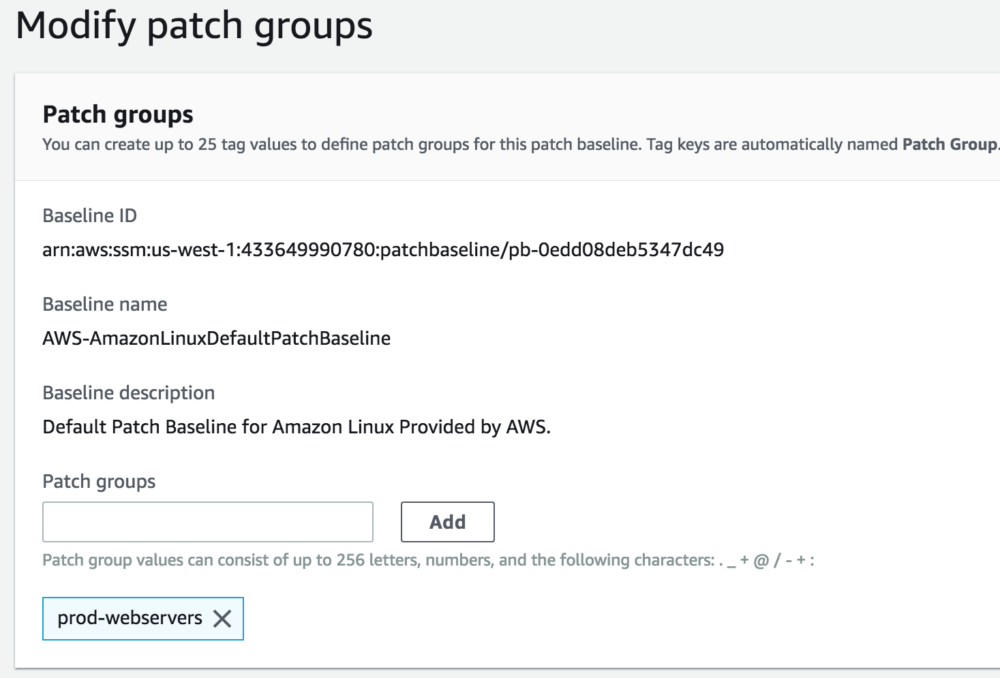 Modify patch groups
Patch groups
You can create up to 25 tag values to define patch groups for this patch baseline. Tag keys are automatically named Patch Group.
Baseline ID
arn:aws:ssm:us-west-1:433649990780:patchbaseline/pb-0edd08deb5347dc49
Baseline name
AWS-AmazonLinuxDefaultPatchBaseline
Baseline description
Default Patch Baseline for Amazon Linux Provided by AWS.
Patch groups
Add
Patch group values can consist of up to 256 letters, numbers, and the following characters: . _ + @ / - + :
prod-webservers